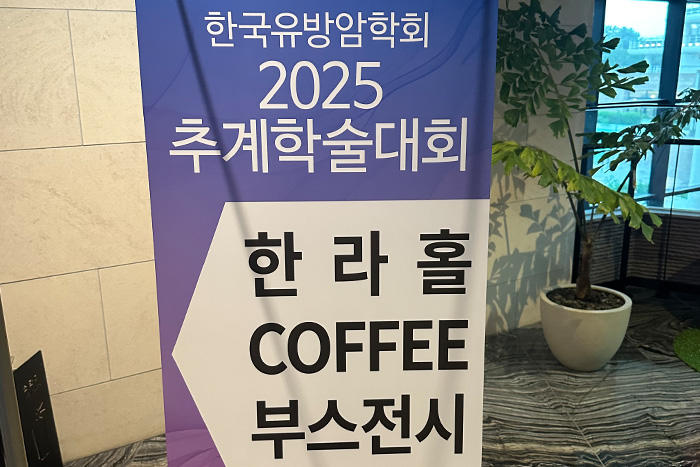 한국유방암학회
2025
추계학술대회
한라홀
COFFEE
부스전시